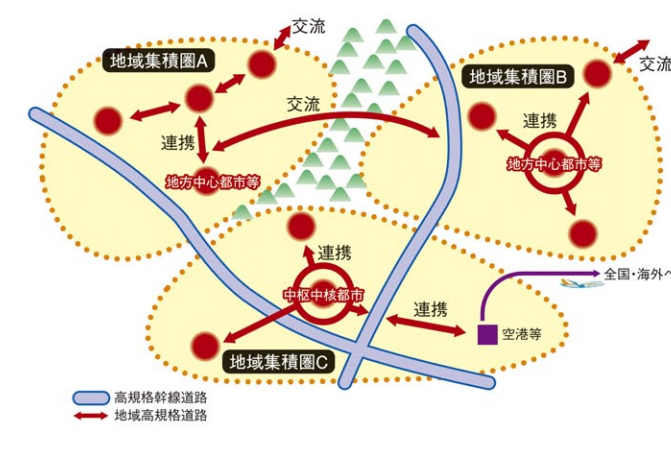 交流
地域集積圏A
交流
地域集積圏B
交流
連携
連携
地方中心都市等
地方中心都市等
連携
中枢中核都市
全国・海外へ
連携
空港等
地域集積圏C
高規格幹線道路
地域高規格道路